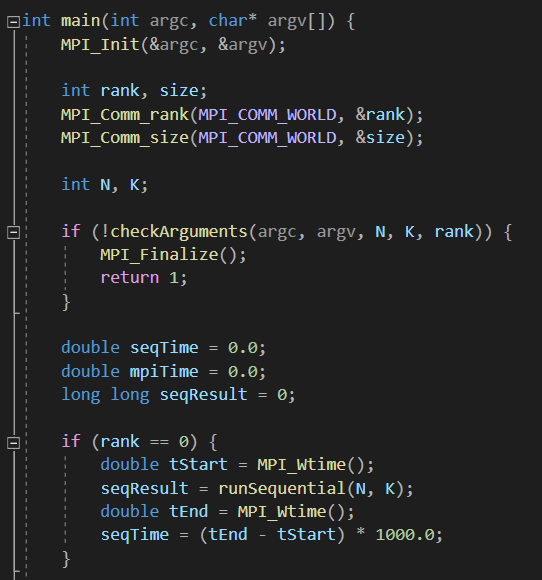 int main(int argc, char* argv[]) {
    MPI_Init(&argc, &argv);

    int rank, size;
    MPI_Comm_rank(MPI_COMM_WORLD, &rank);
    MPI_Comm_size(MPI_COMM_WORLD, &size);

    int N, K;

    if (!checkArguments(argc, argv, N, K, rank)) {
        MPI_Finalize();
        return 1;
    }

    double seqTime = 0.0;
    double mpiTime = 0.0;
    long long seqResult = 0;

    if (rank == 0) {
        double tStart = MPI_Wtime();
        seqResult = runSequential(N, K);
        double tEnd = MPI_Wtime();
        seqTime = (tEnd - tStart) * 1000.0;
    }